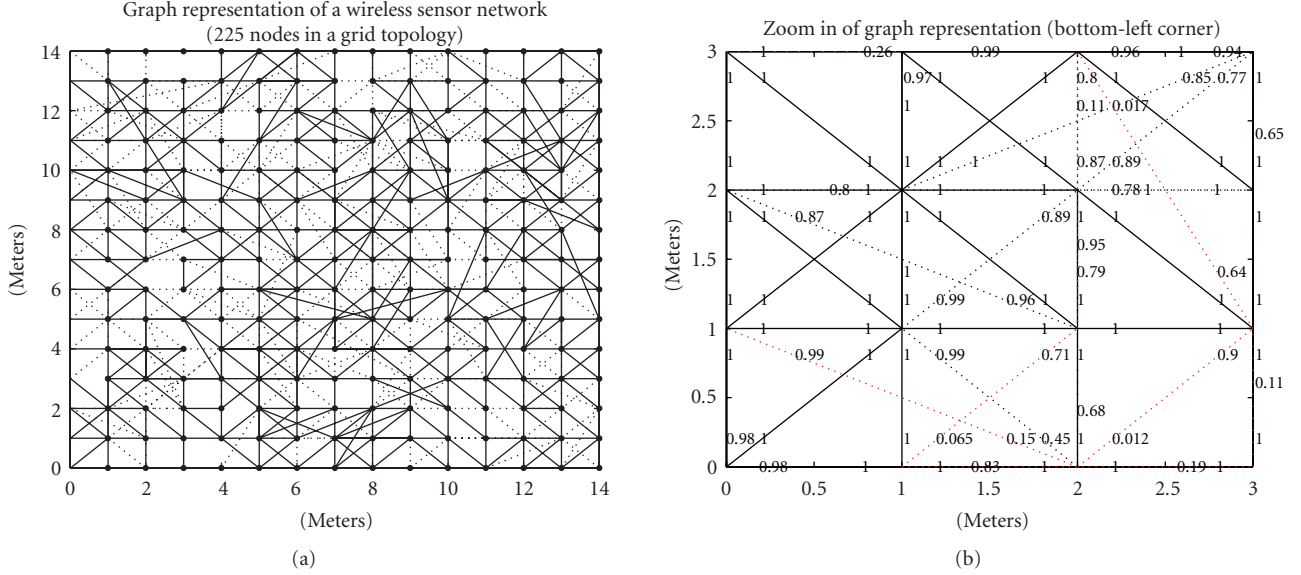 Graph representation of a wireless sensor network
(225 nodes in a grid topology)
14
12
10
8
6
4
2
0
(Meters)
0 2 4 6 8 10 12 14
(Meters)
(a)
Zoom in of graph representation (bottom-left corner)
3
2.5
2
1.5
1
0.5
0
(Meters)
1 0.26 0.99 0.96 1 0.94
1 1 0.97 1 1 0.8 0.85 0.77 1
1 0.11 0.017
0.65
1 1 1 1 1 1 0.87 0.89 1 1
1 0.8 1 1 0.78 1 1
1 1 0.87 1 1 1 0.89 1 1 1
0.95
1 0.79 0.64
1 1 1 1 0.99 0.96 1 1 1 1 1
1 1 1 1 1
1 0.99 1 1 0.99 0.71 1 0.9 1
0.11
0.68
0.98 1 1 0.065 0.15 0.45 1 0.012 1
0.98 1 0.83 1 1 0.19 1
0 0.5 1 1.5 2 2.5 3
(Meters)
(b)